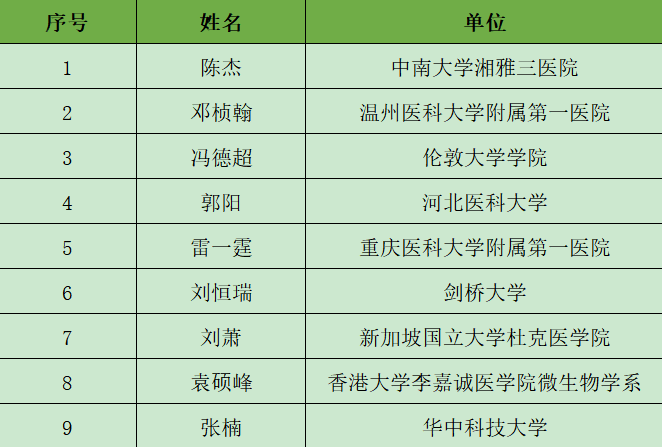 序号 姓名 单位
1 陈杰 中南大学湘雅三医院
2 邓桢翰 温州医科大学附属第一医院
3 冯德超 伦敦大学学院
4 郭阳 河北医科大学
5 雷一霆 重庆医科大学附属第一医院
6 刘恒瑞 剑桥大学
7 刘萧 新加坡国立大学杜克医学院
8 袁硕峰 香港大学李嘉诚医学院微生物学系
9 张楠 华中科技大学